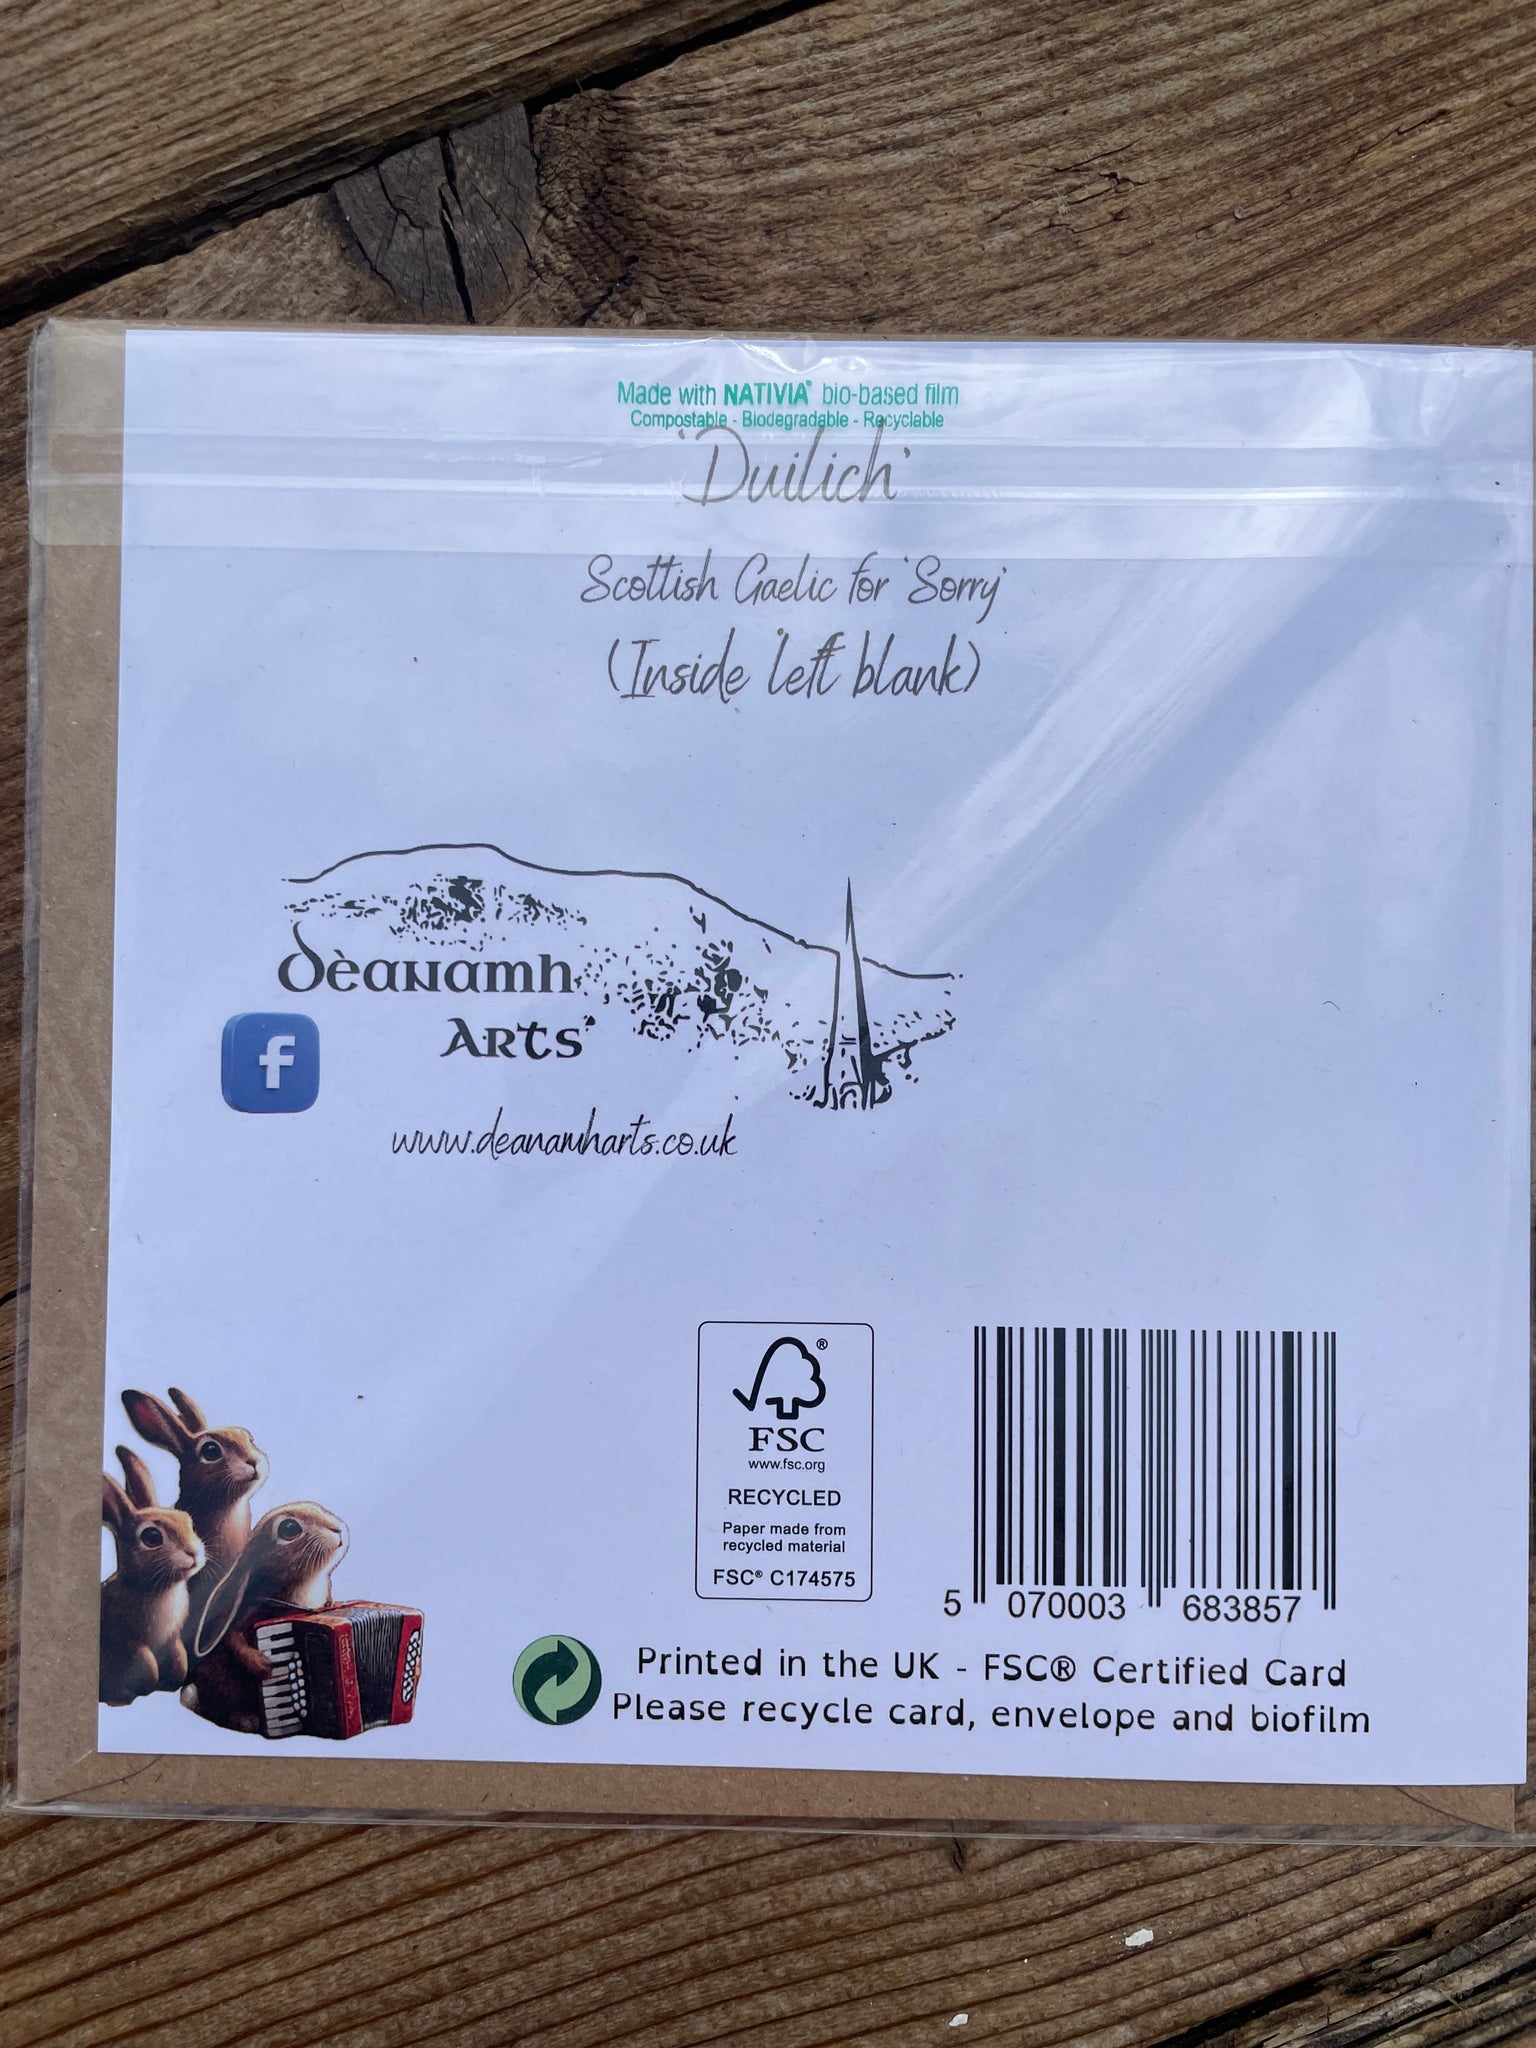 Made with NATIVIA® bio-based film
Compostable - Biodegradable - Recyclable
'Duilich'
Scottish Gaelic for 'Sorry'
(Inside left blank)
dèanamh
Arts
f
www.deanamharts.co.uk
®
FSC
www.fsc.org
RECYCLED
Paper made from
recycled material
FSC® C174575
5 070003 683857
Printed in the UK - FSC® Certified Card
Please recycle card, envelope and biofilm